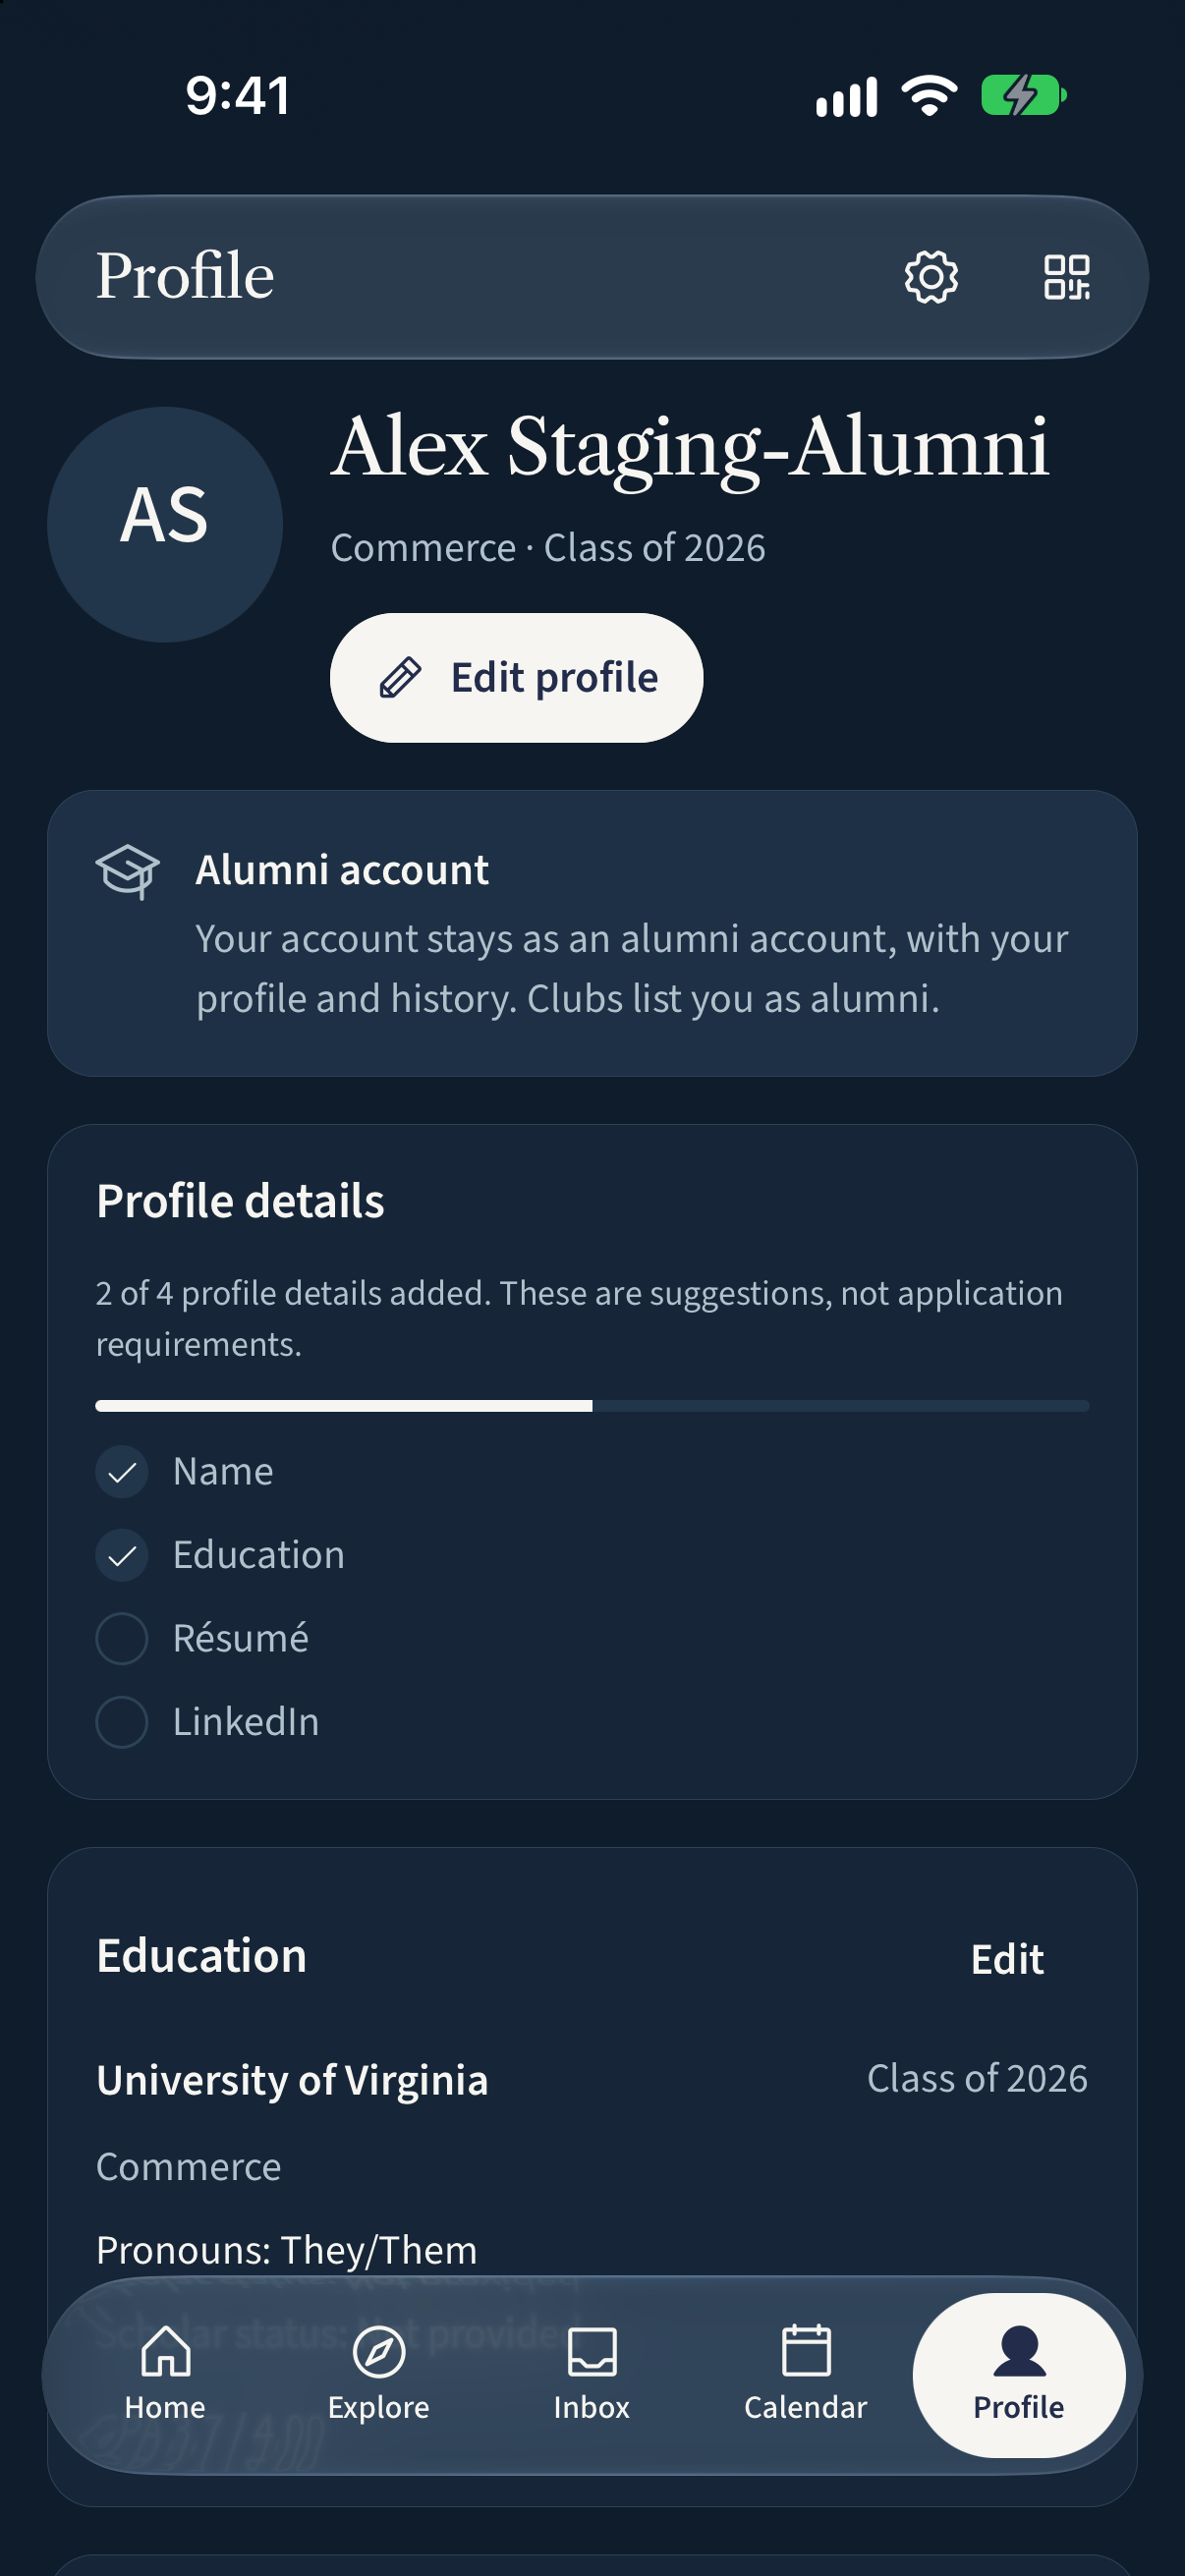 9:41
Profile
AS
Alex Staging-Alumni
Commerce · Class of 2026
Edit profile
Alumni account
Your account stays as an alumni account, with your
profile and history. Clubs list you as alumni.
Profile details
2 of 4 profile details added. These are suggestions, not application
requirements.
Name
Education
Résumé
LinkedIn
Education
Edit
University of Virginia
Class of 2026
Commerce
Pronouns: They/Them
status: Not provided
Home
Explore
Inbox
Calendar
Profile